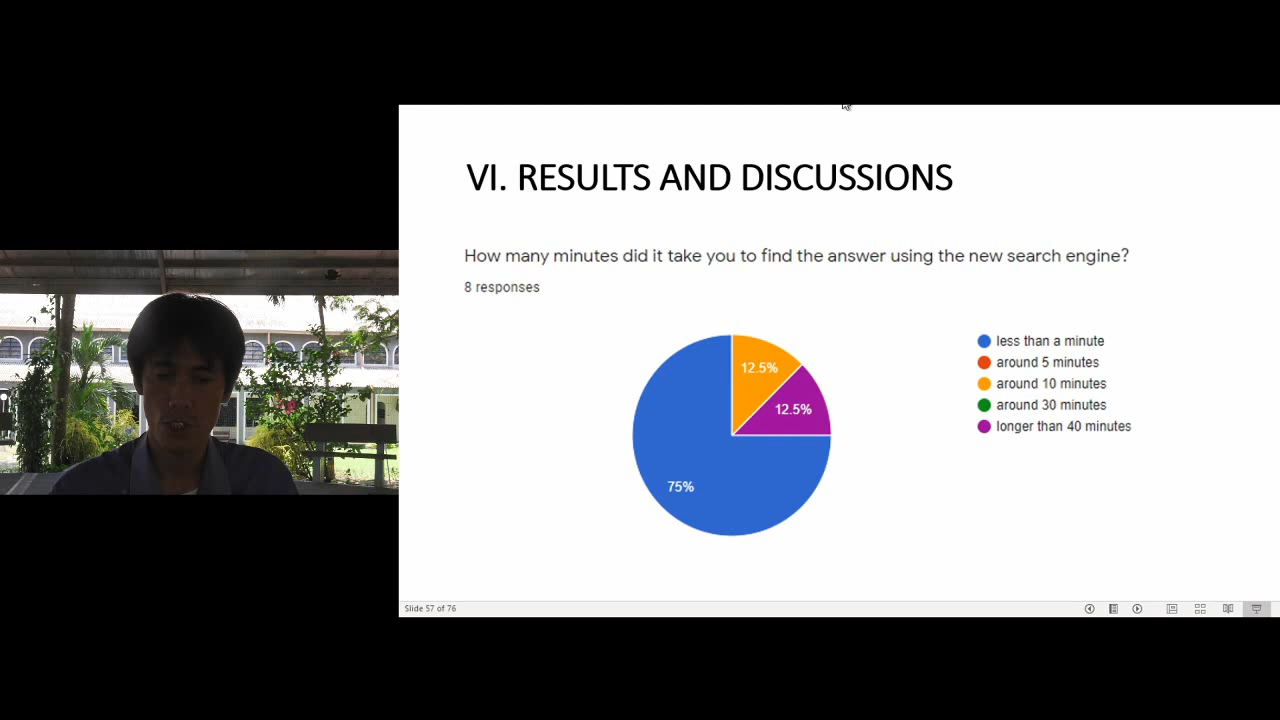 VI. RESULTS AND DISCUSSIONS
How many minutes did it take you to find the answer using the new search engine?
8 responses
12.5%
12.5%
75%
less than a minute
around 5 minutes
around 10 minutes
around 30 minutes
longer than 40 minutes
Slide 57 of 76